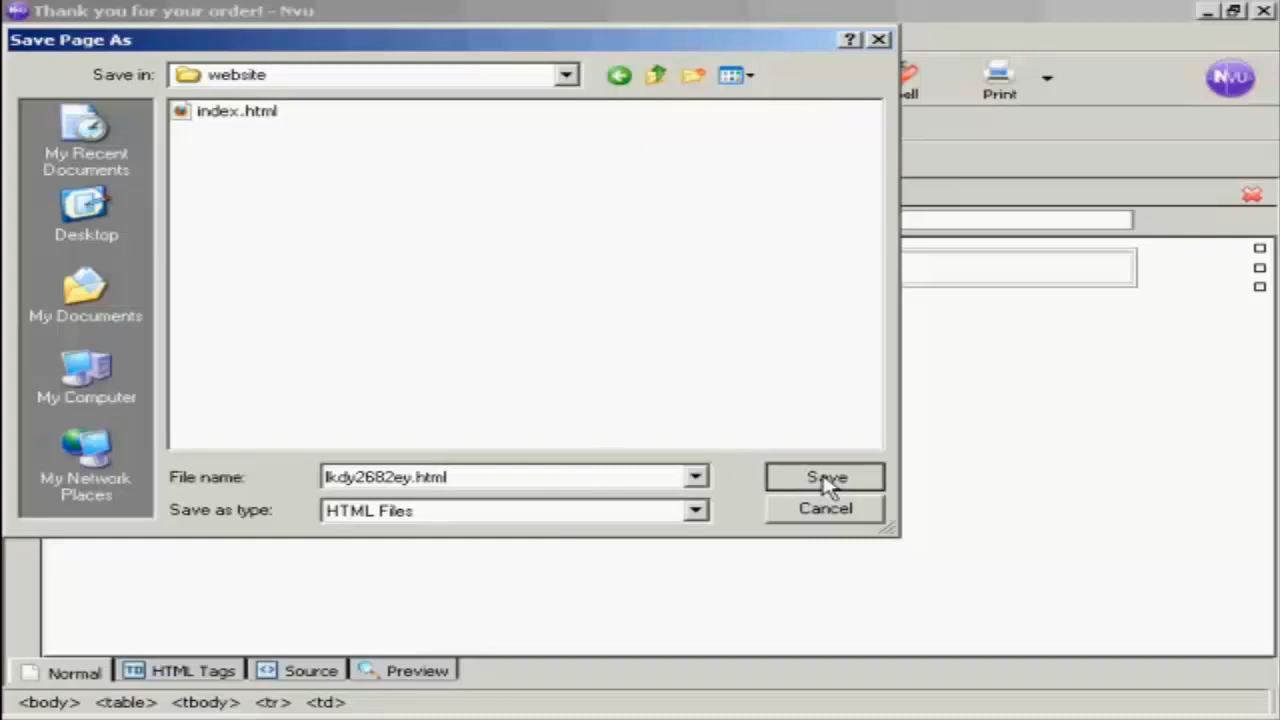 Thank you for your order! - Nvu
Save Page As
Save in: website
index.html
My Recent Documents
Desktop
My Documents
My Computer
My Network Places
File name: lkdy2682ey.html
Save
Save as type: HTML Files
Cancel
Print
NVU
Normal
HTML Tags
Source
Preview
<body> <table> <tbody> <tr> <td>